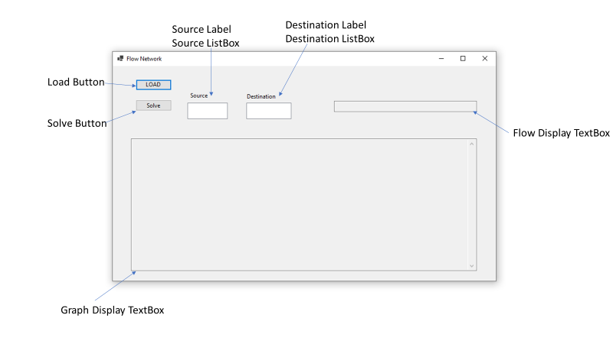 Source Label
Source ListBox
Destination Label
Destination ListBox
Flow Network
Load Button
LOAD
Source
Destination
Solve
Solve Button
Flow Display TextBox
Graph Display TextBox